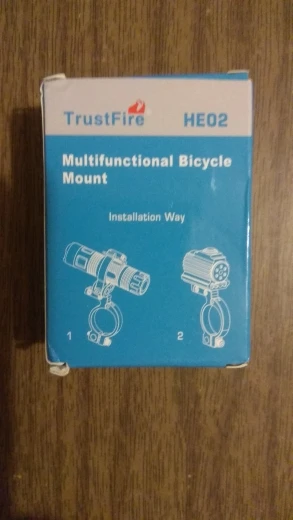 TrustFire HE02
Multifunctional Bicycle
Mount
Installation Way
1 2